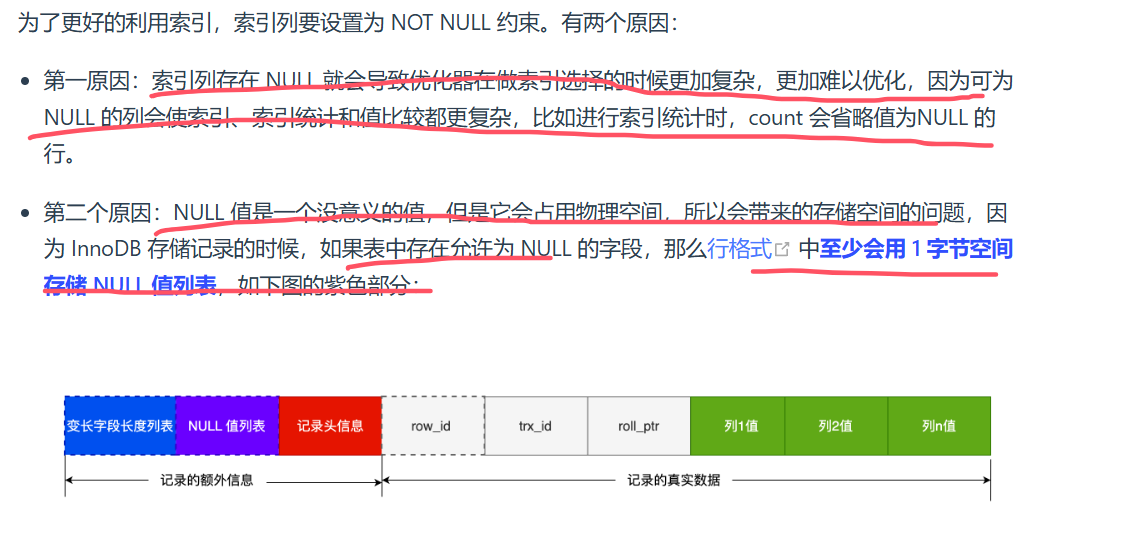 为了更好的利用索引，索引列要设置为 NOT NULL 约束。有两个原因：
第一原因：索引列存在 NULL 就会导致优化器在做索引选择的时候更加复杂，更加难以优化，因为可为
NULL 的列会使索引、索引统计和值比较都更复杂，比如进行索引统计时，count 会省略值为NULL 的
行。
第二个原因：NULL 值是一个没意义的值，但是它会占用物理空间，所以会带来的存储空间的问题，因
为 InnoDB 存储记录的时候，如果表中存在允许为 NULL 的字段，那么行格式 中至少会用 1 字节空间
存储 NULL 值列表，如下图的紫色部分：
变长字段长度列表 NULL 值列表 记录头信息 row_id trx_id roll_ptr 列1值 列2值 列n值
记录的额外信息 记录的真实数据